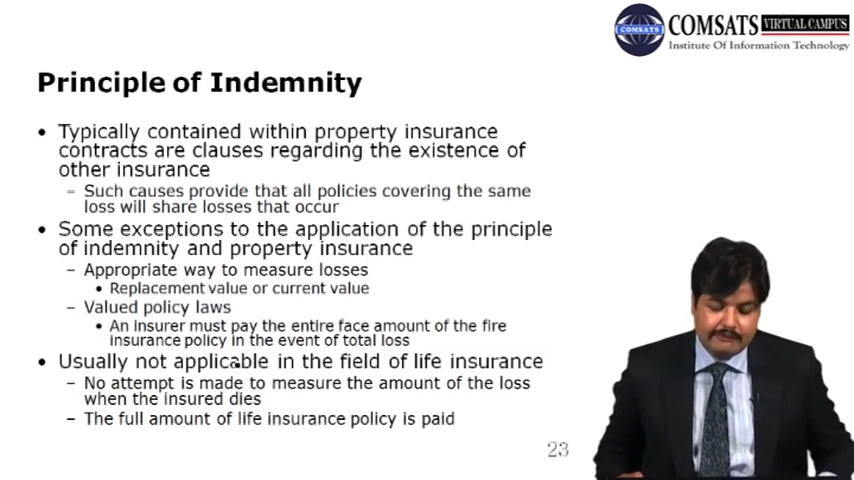 COMSATS
COMSATS VIRTUAL CAMPUS
Institute Of Information Technology
Principle of Indemnity
• Typically contained within property insurance
contracts are clauses regarding the existence of
other insurance
– Such causes provide that all policies covering the same
loss will share losses that occur
• Some exceptions to the application of the principle
of indemnity and property insurance
– Appropriate way to measure losses
• Replacement value or current value
– Valued policy laws
• An insurer must pay the entire face amount of the fire
insurance policy in the event of total loss
• Usually not applicable in the field of life insurance
– No attempt is made to measure the amount of the loss
when the insured dies
– The full amount of life insurance policy is paid
23